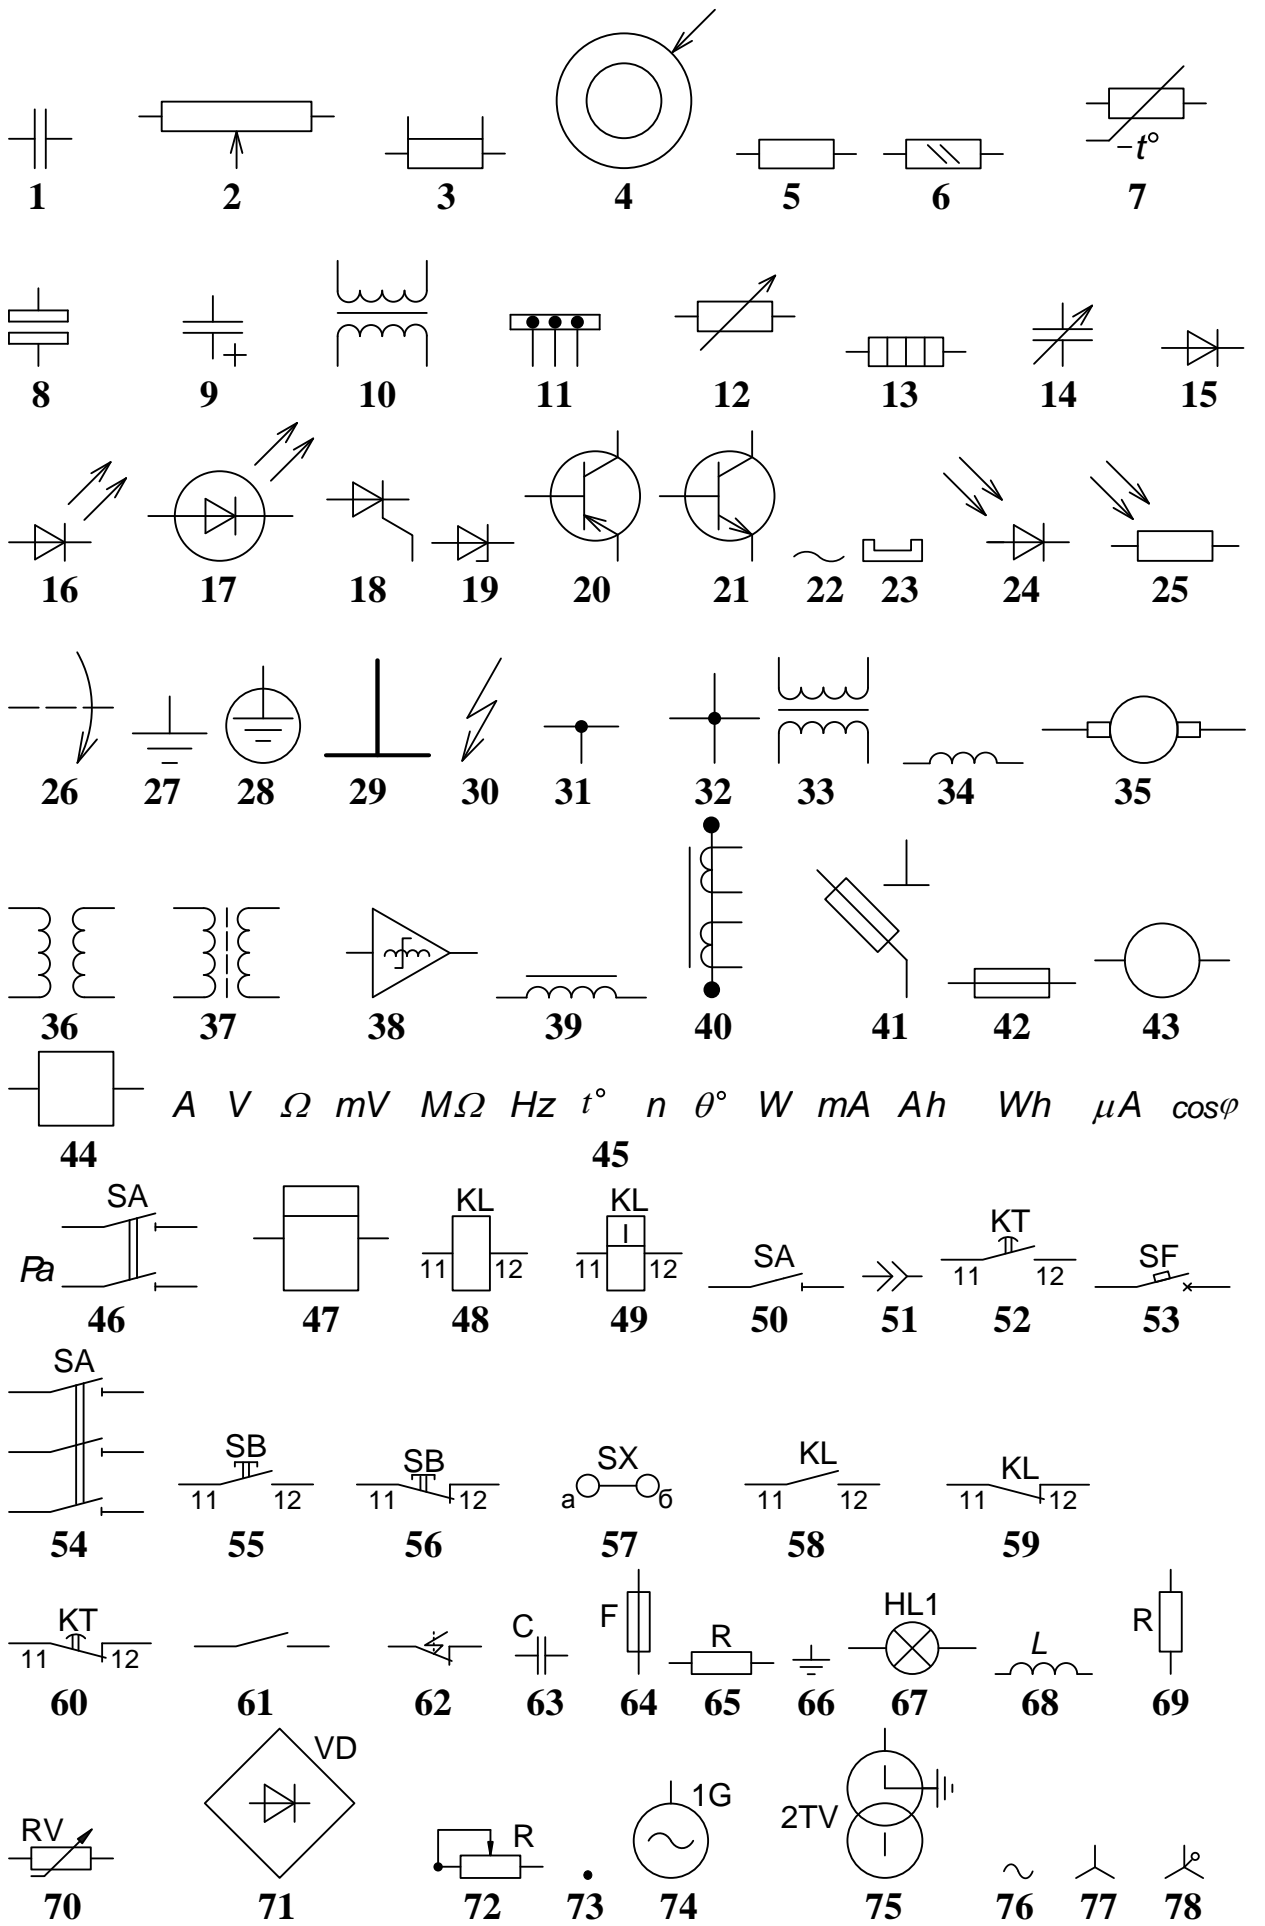 −t°
1 2 3 4 5 6 7
+
8 9 10 11 12 13 14 15
16 17 18 19 20 21 22 23 24 25
26 27 28 29 30 31 32 33 34 35
36 37 38 39 40 41 42 43
A V Ω mV MΩ Hz t° n θ° W mA Ah Wh μA cosφ
44 45
SA KL KL KT
Pa I SA SF
11 12 11 12 11 12
46 47 48 49 50 51 52 53
SA
SB SB SX KL KL
11 12 11 12 а б 11 12 11 12
54 55 56 57 58 59
KT C F R HL1 L R
11 12
60 61 62 63 64 65 66 67 68 69
VD
RV R 1G 2TV
70 71 72 73 74 75 76 77 78